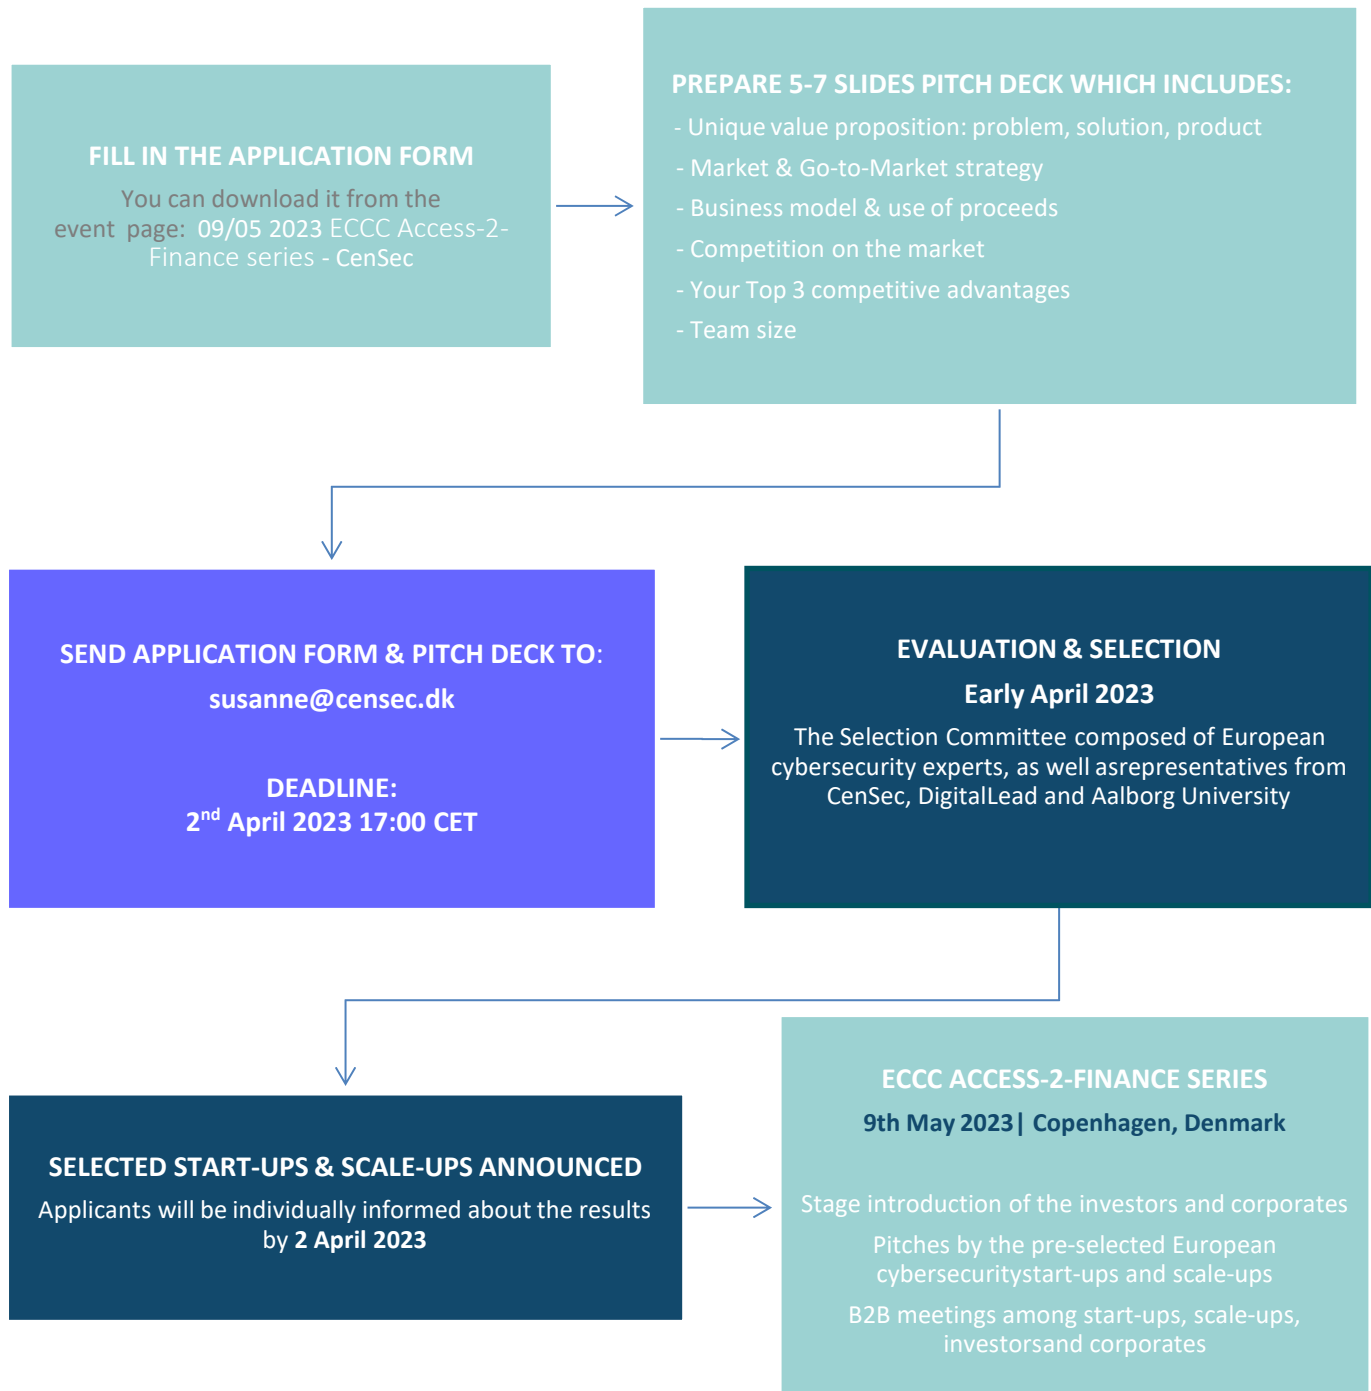 FILL IN THE APPLICATION FORM
You can download it from the
event  page:  09/05 2023 ECCC Access-2-
Finance series - CenSec
PREPARE 5-7 SLIDES PITCH DECK WHICH INCLUDES:
- Unique value proposition: problem, solution, product
- Market & Go-to-Market strategy
- Business model & use of proceeds
- Competition on the market
- Your Top 3 competitive advantages
- Team size
SEND APPLICATION FORM & PITCH DECK TO:
susanne@censec.dk
DEADLINE:
2nd April 2023 17:00 CET
EVALUATION & SELECTION
Early April 2023
The Selection Committee composed of European
cybersecurity experts, as well asrepresentatives from
CenSec, DigitalLead and Aalborg University
SELECTED START-UPS & SCALE-UPS ANNOUNCED
Applicants will be individually informed about the results
by 2 April 2023
ECCC ACCESS-2-FINANCE SERIES
9th May 2023| Copenhagen, Denmark
Stage introduction of the investors and corporates
Pitches by the pre-selected European
cybersecuritystart-ups and scale-ups
B2B meetings among start-ups, scale-ups,
investorsand corporates